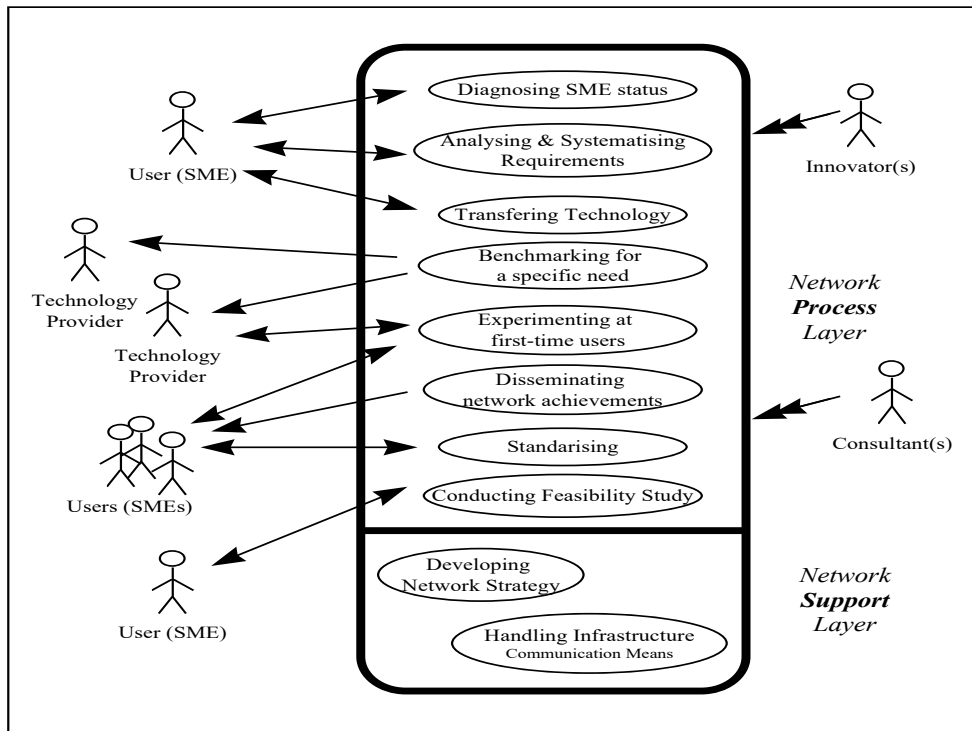 Diagnosing SME status
Analysing & Systematising
Requirements
User (SME)
Innovator(s)
Transfering Technology
Benchmarking for
a specific need
Technology
Provider
Network
Process
Layer
Experimenting at
first-time users
Technology
Provider
Disseminating
network achievements
Standarising
Consultant(s)
Users (SMEs)
Conducting Feasibility Study
Developing
Network Strategy
Network
Support
Layer
User (SME)
Handling Infrastructure
Communication Means